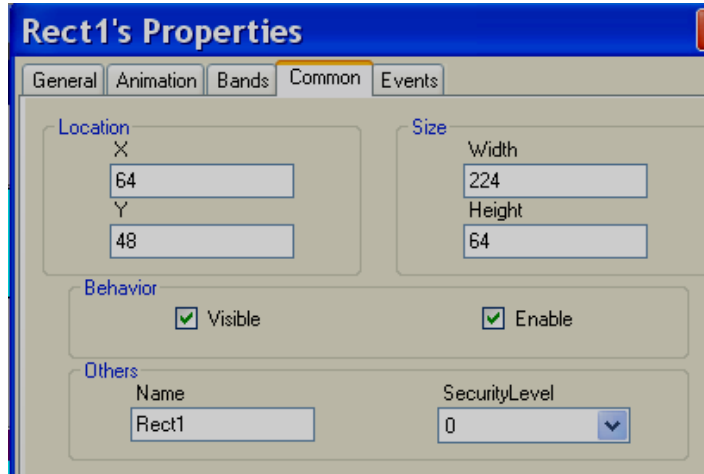 Rect1's Properties
General Animation Bands Common Events
Location Size
X Width
64 224
Y Height
48 64
Behavior
Visible Enable
Others
Name SecurityLevel
Rect1 0